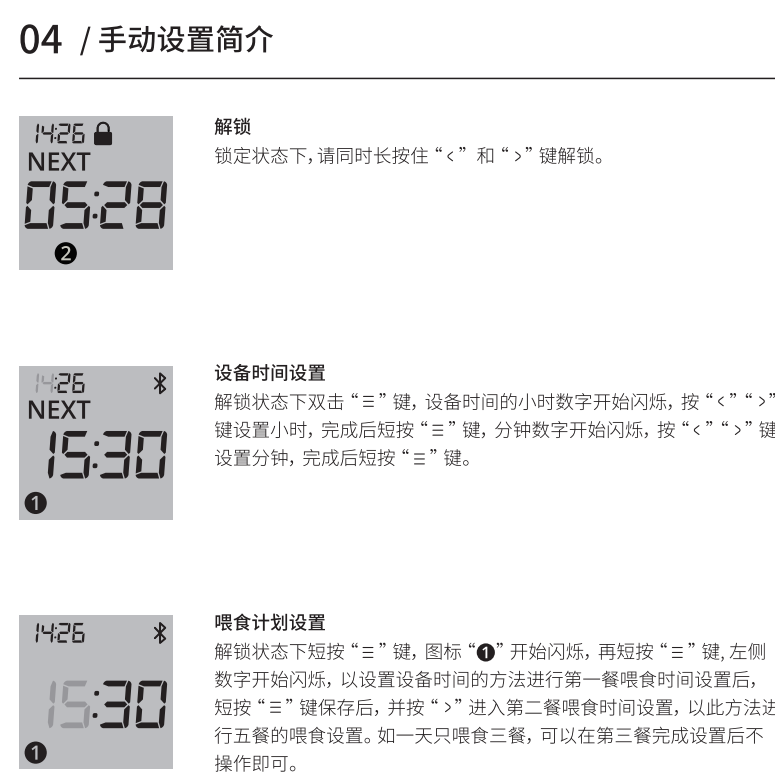 04 / 手动设置简介
14:26
NEXT
05:28
2
解锁
锁定状态下，请同时长按住“<” 和“>”键解锁。
14:26
NEXT
15:30
1
设备时间设置
解锁状态下双击“☰”键，设备时间的小时数字开始闪烁，按“<”“>”
键设置小时，完成后短按“☰”键，分钟数字开始闪烁，按“<”“>”键
设置分钟，完成后短按“☰”键。
14:26
15:30
1
喂食计划设置
解锁状态下短按“☰”键，图标“❶”开始闪烁，再短按“☰”键, 左侧
数字开始闪烁，以设置设备时间的方法进行第一餐喂食时间设置后，
短按“☰”键保存后，并按“>”进入第二餐喂食时间设置，以此方法进
行五餐的喂食设置。如一天只喂食三餐，可以在第三餐完成设置后不
操作即可。